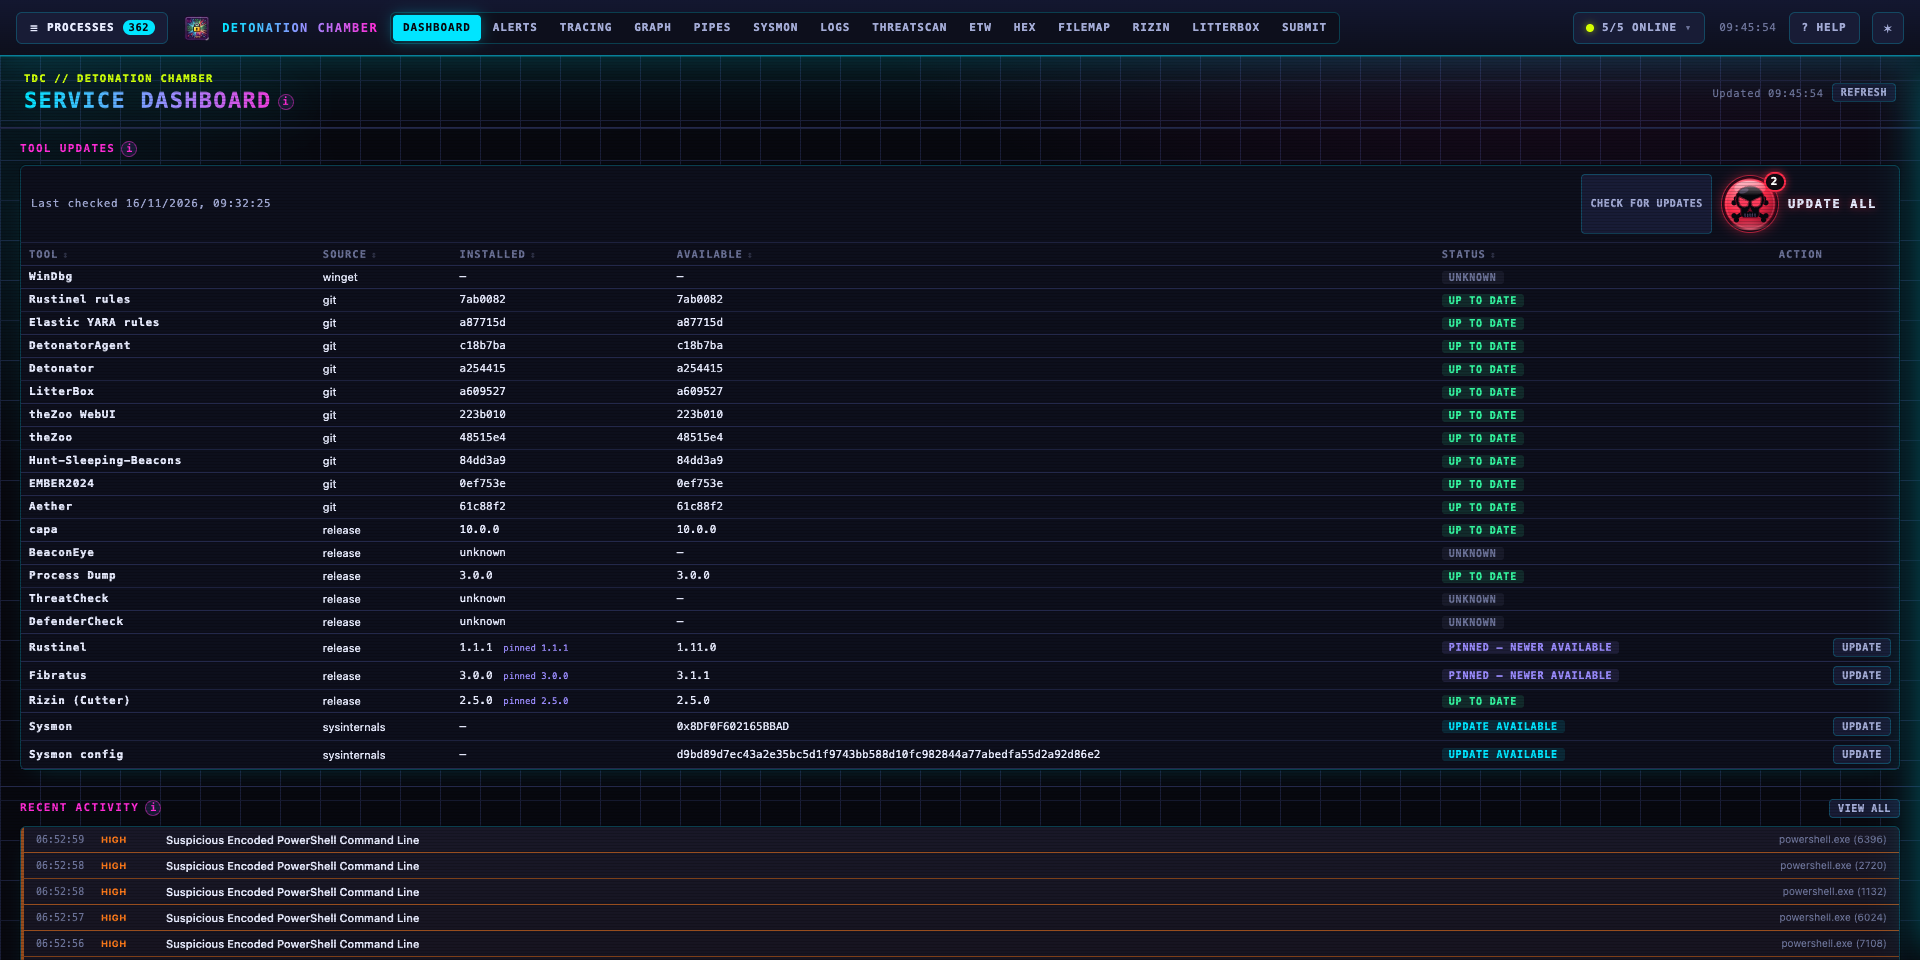 ≡ PROCESSES 362 DETONATION CHAMBER DASHBOARD ALERTS TRACING GRAPH PIPES SYSMON LOGS THREATSCAN ETW HEX FILEMAP RIZIN LITTERBOX SUBMIT 5/5 ONLINE 09:45:54 ? HELP
TDC // DETONATION CHAMBER
SERVICE DASHBOARD i
Updated 09:45:54 REFRESH
TOOL UPDATES i
Last checked 16/11/2026, 09:32:25 CHECK FOR UPDATES 2 UPDATE ALL
TOOL SOURCE INSTALLED AVAILABLE STATUS ACTION
WinDbg winget — — UNKNOWN
Rustinel rules git 7ab0082 7ab0082 UP TO DATE
Elastic YARA rules git a87715d a87715d UP TO DATE
DetonatorAgent git c18b7ba c18b7ba UP TO DATE
Detonator git a254415 a254415 UP TO DATE
LitterBox git a609527 a609527 UP TO DATE
theZoo WebUI git 223b010 223b010 UP TO DATE
theZoo git 48515e4 48515e4 UP TO DATE
Hunt-Sleeping-Beacons git 84dd3a9 84dd3a9 UP TO DATE
EMBER2024 git 0ef753e 0ef753e UP TO DATE
Aether git 61c88f2 61c88f2 UP TO DATE
capa release 10.0.0 10.0.0 UP TO DATE
BeaconEye release unknown — UNKNOWN
Process Dump release 3.0.0 3.0.0 UP TO DATE
ThreatCheck release unknown — UNKNOWN
DefenderCheck release unknown — UNKNOWN
Rustinel release 1.1.1 pinned 1.1.1 1.11.0 PINNED — NEWER AVAILABLE UPDATE
Fibratus release 3.0.0 pinned 3.0.0 3.1.1 PINNED — NEWER AVAILABLE UPDATE
Rizin (Cutter) release 2.5.0 pinned 2.5.0 2.5.0 UP TO DATE
Sysmon sysinternals — 0x8DF0F602165BBAD UPDATE AVAILABLE UPDATE
Sysmon config sysinternals — d9bd89d7ec43a2e35bc5d1f9743bb588d10fc982844a77abedfa55d2a92d86e2 UPDATE AVAILABLE UPDATE
RECENT ACTIVITY i VIEW ALL
06:52:59 HIGH Suspicious Encoded PowerShell Command Line powershell.exe (6396)
06:52:58 HIGH Suspicious Encoded PowerShell Command Line powershell.exe (2720)
06:52:58 HIGH Suspicious Encoded PowerShell Command Line powershell.exe (1132)
06:52:57 HIGH Suspicious Encoded PowerShell Command Line powershell.exe (6024)
06:52:56 HIGH Suspicious Encoded PowerShell Command Line powershell.exe (7108)